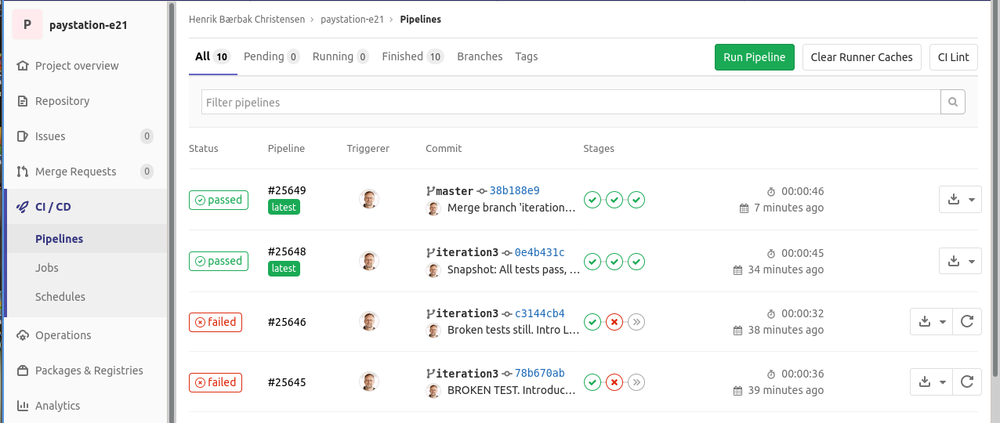 P paystation-e21
Project overview
Repository
Issues 0
Merge Requests 0
CI / CD
Pipelines
Jobs
Schedules
Operations
Packages & Registries
Analytics
Henrik Bærbak Christensen › paystation-e21 › Pipelines
All 10 Pending 0 Running 0 Finished 10 Branches Tags Run Pipeline Clear Runner Caches CI Lint
Filter pipelines
Status Pipeline Triggerer Commit Stages
passed #25649 latest master 38b188e9 00:00:46
Merge branch 'iteration... 7 minutes ago
passed #25648 latest iteration3 0e4b431c 00:00:45
Snapshot: All tests pass, ... 34 minutes ago
failed #25646 iteration3 c3144cb4 00:00:32
Broken tests still. Intro L... 38 minutes ago
failed #25645 iteration3 78b670ab 00:00:36
BROKEN TEST. Introduc... 39 minutes ago